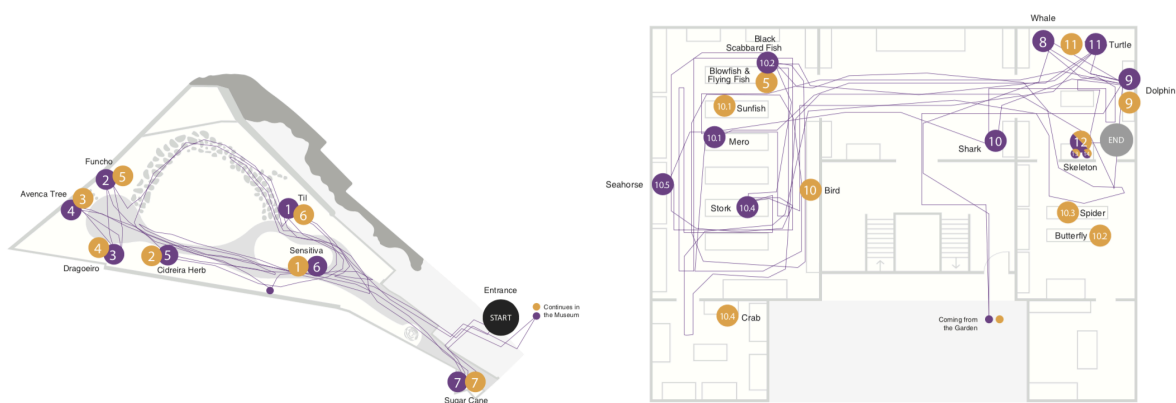 Funcho
2
5
Avenca Tree
3
4
Til
1
6
4
3
Dragoeiro
2
5
Cidreira Herb
Sensitiva
1
6
Entrance
START
Continues in
the Museum
7
7
Sugar Cane
Whale
8
11
11
Turtle
Black
Scabbard Fish
10.2
Blowfish &
Flying Fish
5
9
Dolphin
9
10.1
Sunfish
10.1
Mero
10
Shark
12
END
Skeleton
Seahorse
10.5
10
Bird
Stork
10.4
10.3
Spider
Butterfly
10.2
10.4
Crab
Coming from
the Garden